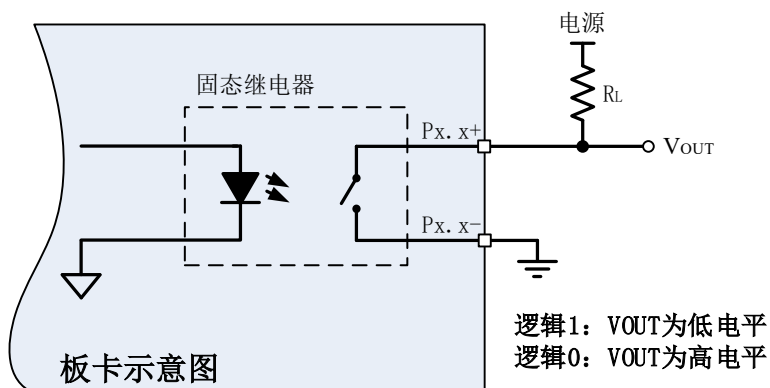 电源
固态继电器
RL
Px. x+
VOUT
Px. x-
逻辑1：VOUT为低电平
逻辑0：VOUT为高电平
板卡示意图